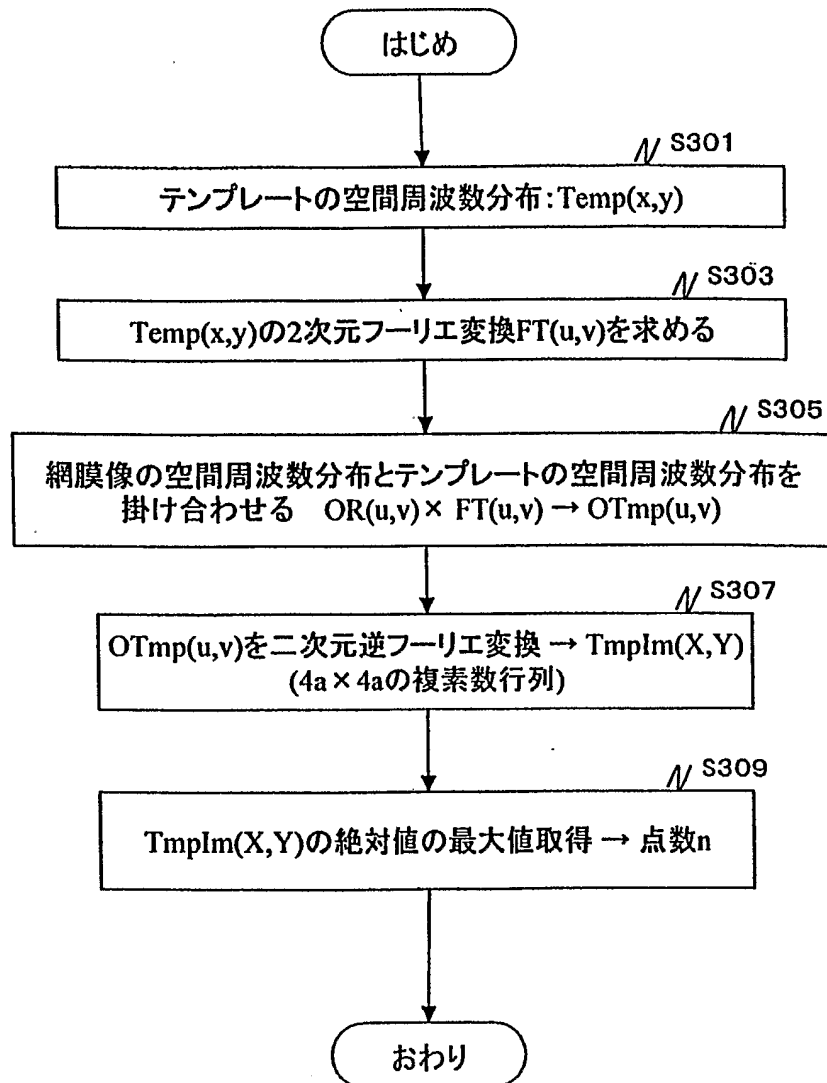 はじめ
S301
テンプレートの空間周波数分布:Temp(x,y)
S303
Temp(x,y)の2次元フーリエ変換FT(u,v)を求める
S305
網膜像の空間周波数分布とテンプレートの空間周波数分布を
掛け合わせる　OR(u,v)× FT(u,v) → OTmp(u,v)
S307
OTmp(u,v)を二次元逆フーリエ変換 → TmpIm(X,Y)
(4a × 4aの複素数行列)
S309
TmpIm(X,Y)の絶対値の最大値取得 → 点数n
おわり